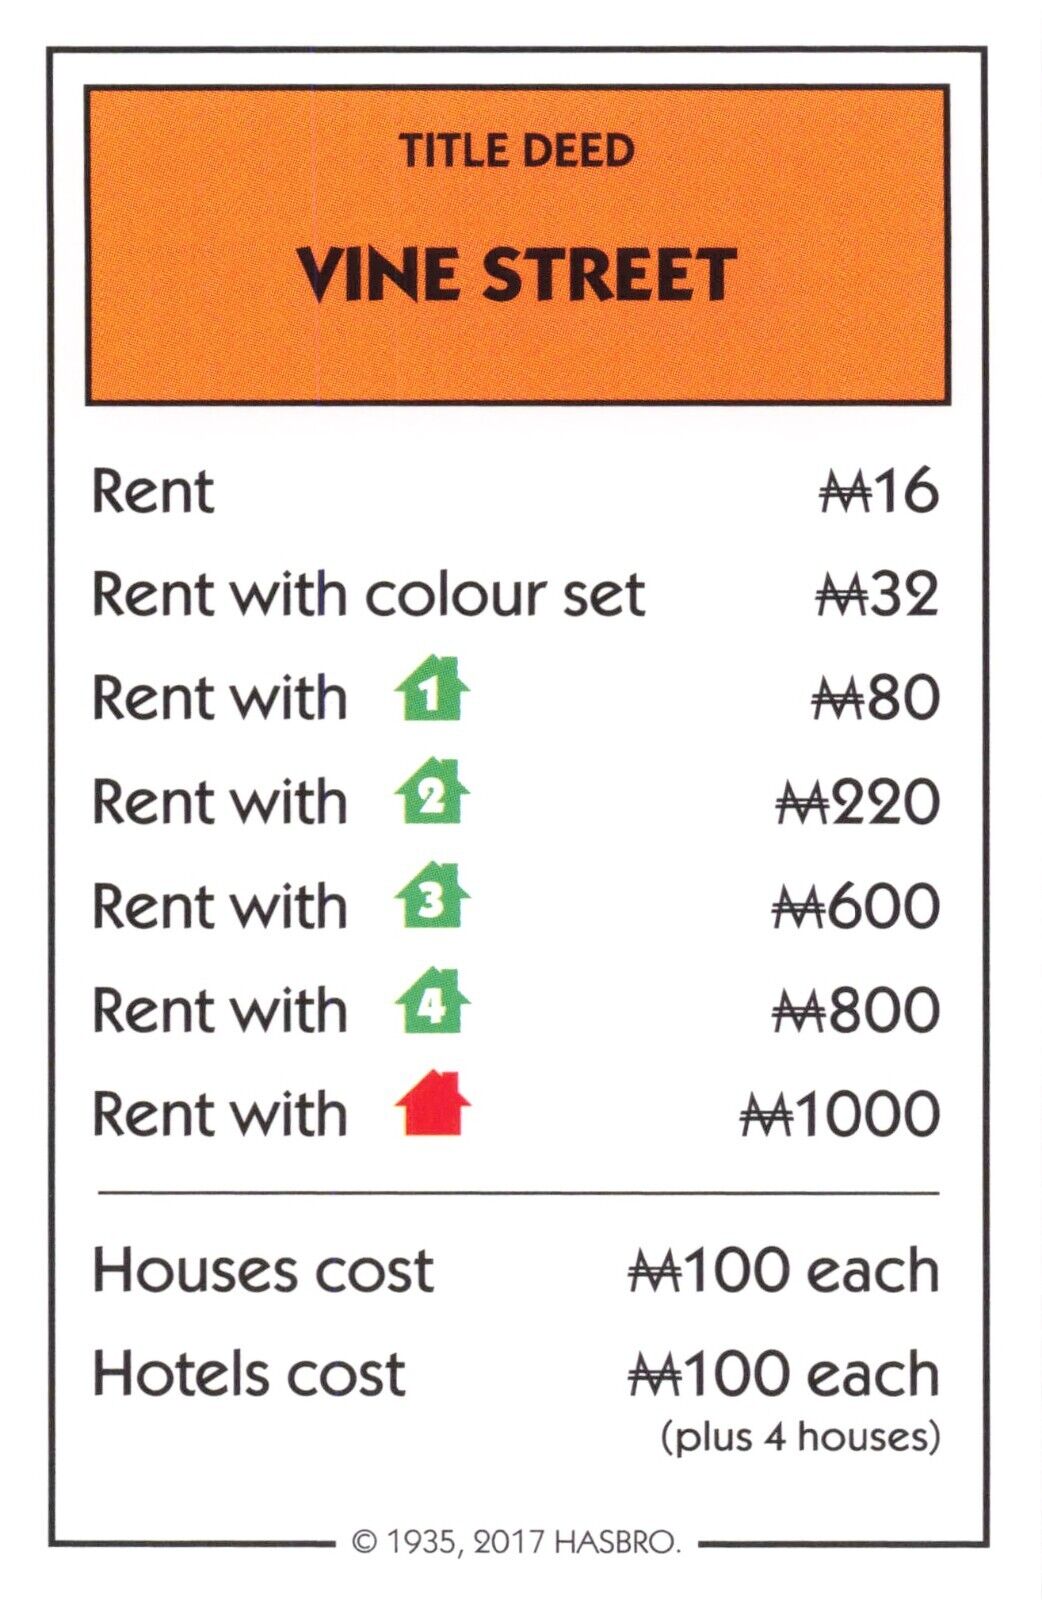 TITLE DEED
VINE STREET
Rent ₩16
Rent with colour set ₩32
Rent with 1 ₩80
Rent with 2 ₩220
Rent with 3 ₩600
Rent with 4 ₩800
Rent with ₩1000
Houses cost ₩100 each
Hotels cost ₩100 each
(plus 4 houses)
© 1935, 2017 HASBRO.